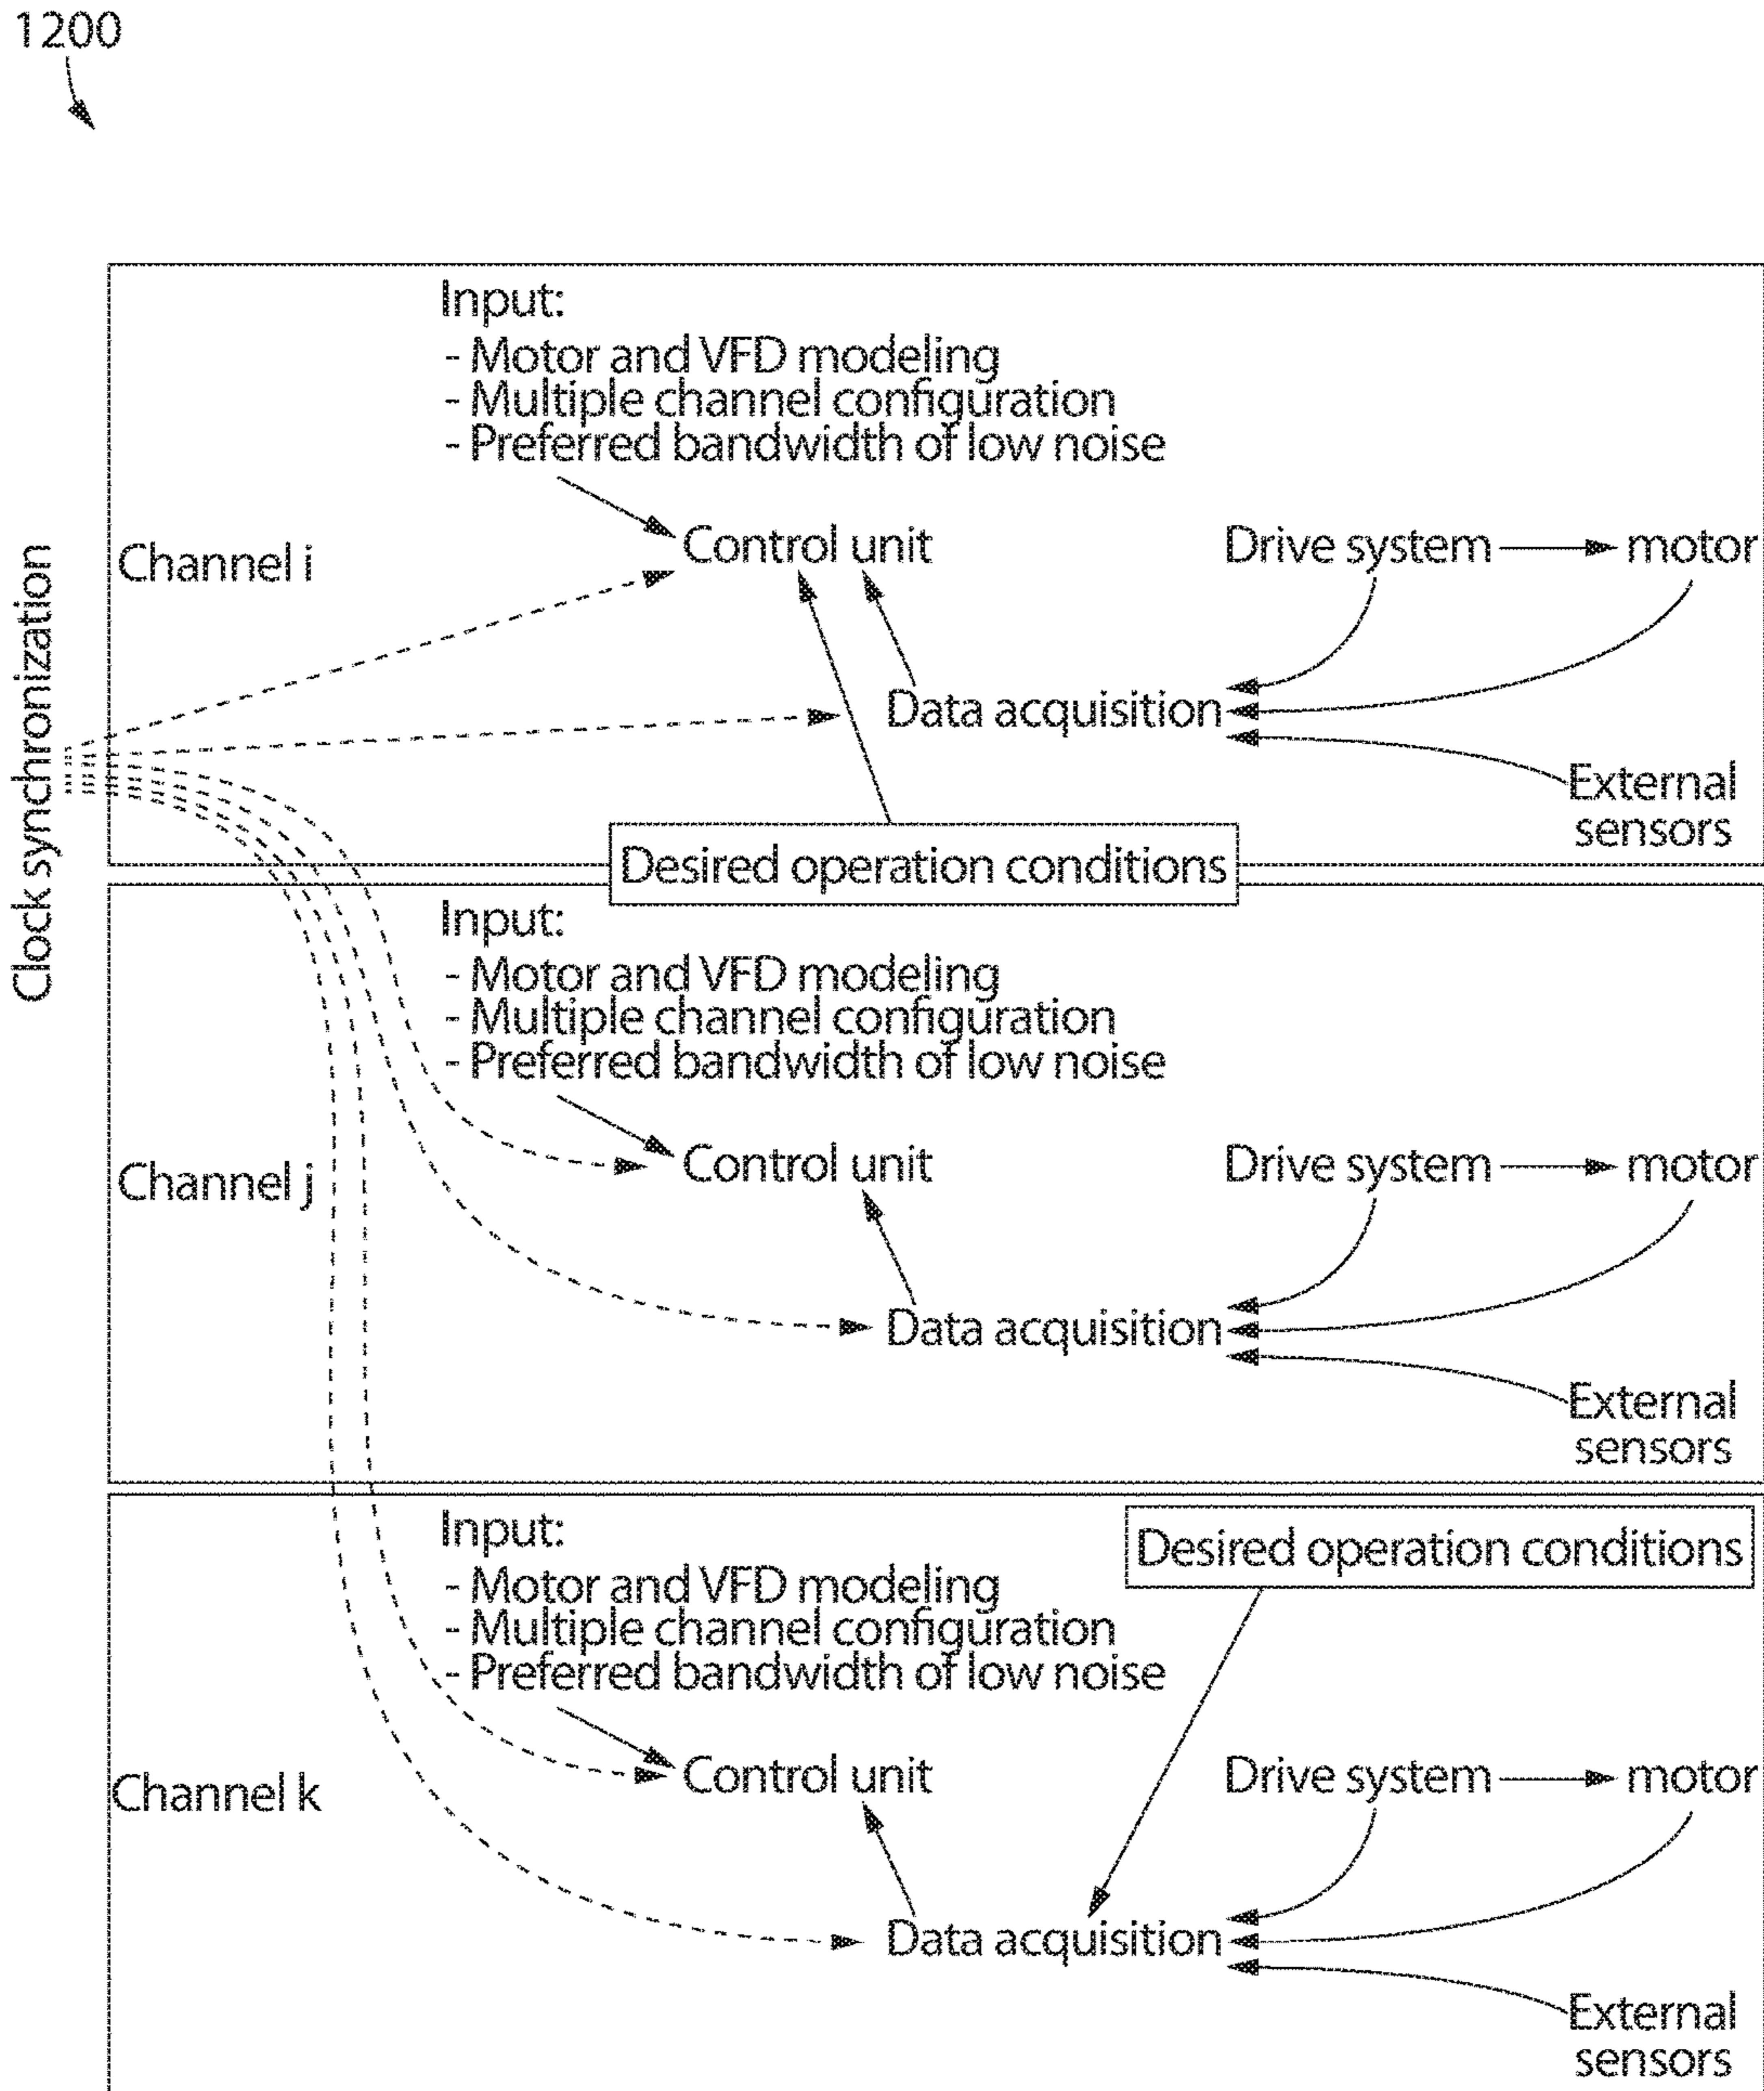 1200
Clock synchronization
Input:
- Motor and VFD modeling
- Multiple channel configuration
- Preferred bandwidth of low noise
Channel i
Control unit
Drive system
motor
Data acquisition
External
sensors
Desired operation conditions
Input:
- Motor and VFD modeling
- Multiple channel configuration
- Preferred bandwidth of low noise
Channel j
Control unit
Drive system
motor
Data acquisition
External
sensors
Input:
Desired operation conditions
- Motor and VFD modeling
- Multiple channel configuration
- Preferred bandwidth of low noise
Channel k
Control unit
Drive system
motor
Data acquisition
External
sensors